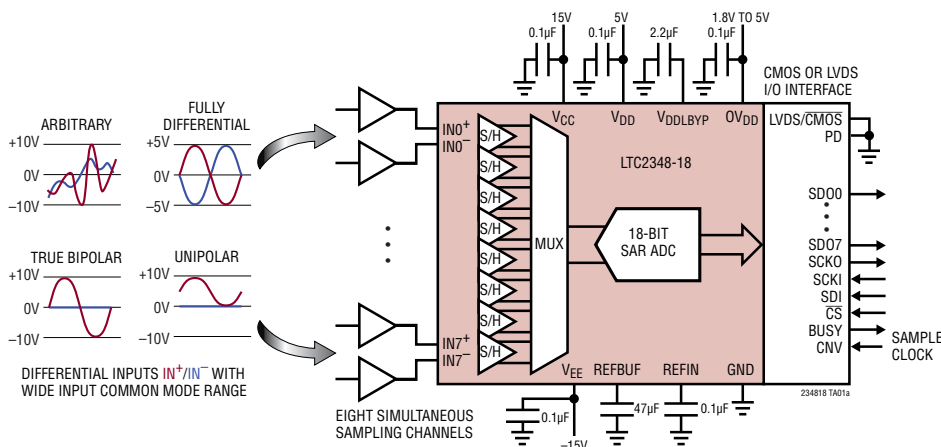 15V
5V
1.8V TO 5V
0.1µF
0.1µF
2.2µF
0.1µF
CMOS OR LVDS
I/O INTERFACE
ARBITRARY
FULLY
DIFFERENTIAL
+10V
0V
–10V
+5V
0V
–5V
TRUE BIPOLAR
UNIPOLAR
+10V
0V
–10V
+10V
0V
–10V
DIFFERENTIAL INPUTS IN+/IN– WITH
WIDE INPUT COMMON MODE RANGE
IN0+
IN0–
IN7+
IN7–
EIGHT SIMULTANEOUS
SAMPLING CHANNELS
S/H
S/H
S/H
S/H
S/H
S/H
S/H
S/H
MUX
VCC
VDD
VDDLBYP
OVDD
LTC2348-18
18-BIT
SAR ADC
VEE
REFBUF
REFIN
GND
0.1µF
47µF
0.1µF
–15V
LVDS/CMOS
PD
SDO0
SDO7
SCKO
SCKI
SDI
CS
BUSY
CNV
SAMPLE
CLOCK
234818 TA01a